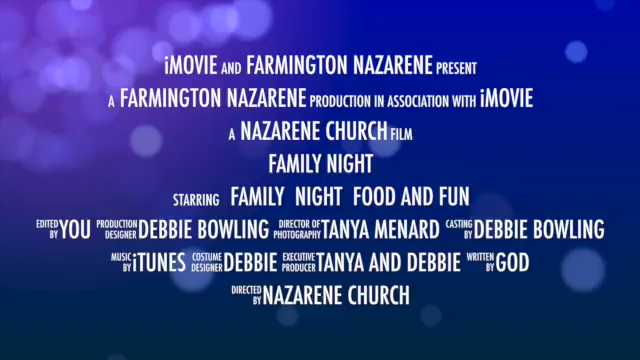 iMOVIE AND FARMINGTON NAZARENE PRESENT
A FARMINGTON NAZARENE PRODUCTION IN ASSOCIATION WITH iMOVIE
A NAZARENE CHURCH FILM
FAMILY NIGHT
STARRING FAMILY NIGHT FOOD AND FUN
EDITED BY YOU PRODUCTION DESIGNER DEBBIE BOWLING DIRECTOR OF PHOTOGRAPHY TANYA MENARD CASTING BY DEBBIE BOWLING
MUSIC BY iTUNES COSTUME DESIGNER DEBBIE EXECUTIVE PRODUCER TANYA AND DEBBIE WRITTEN BY GOD
DIRECTED BY NAZARENE CHURCH